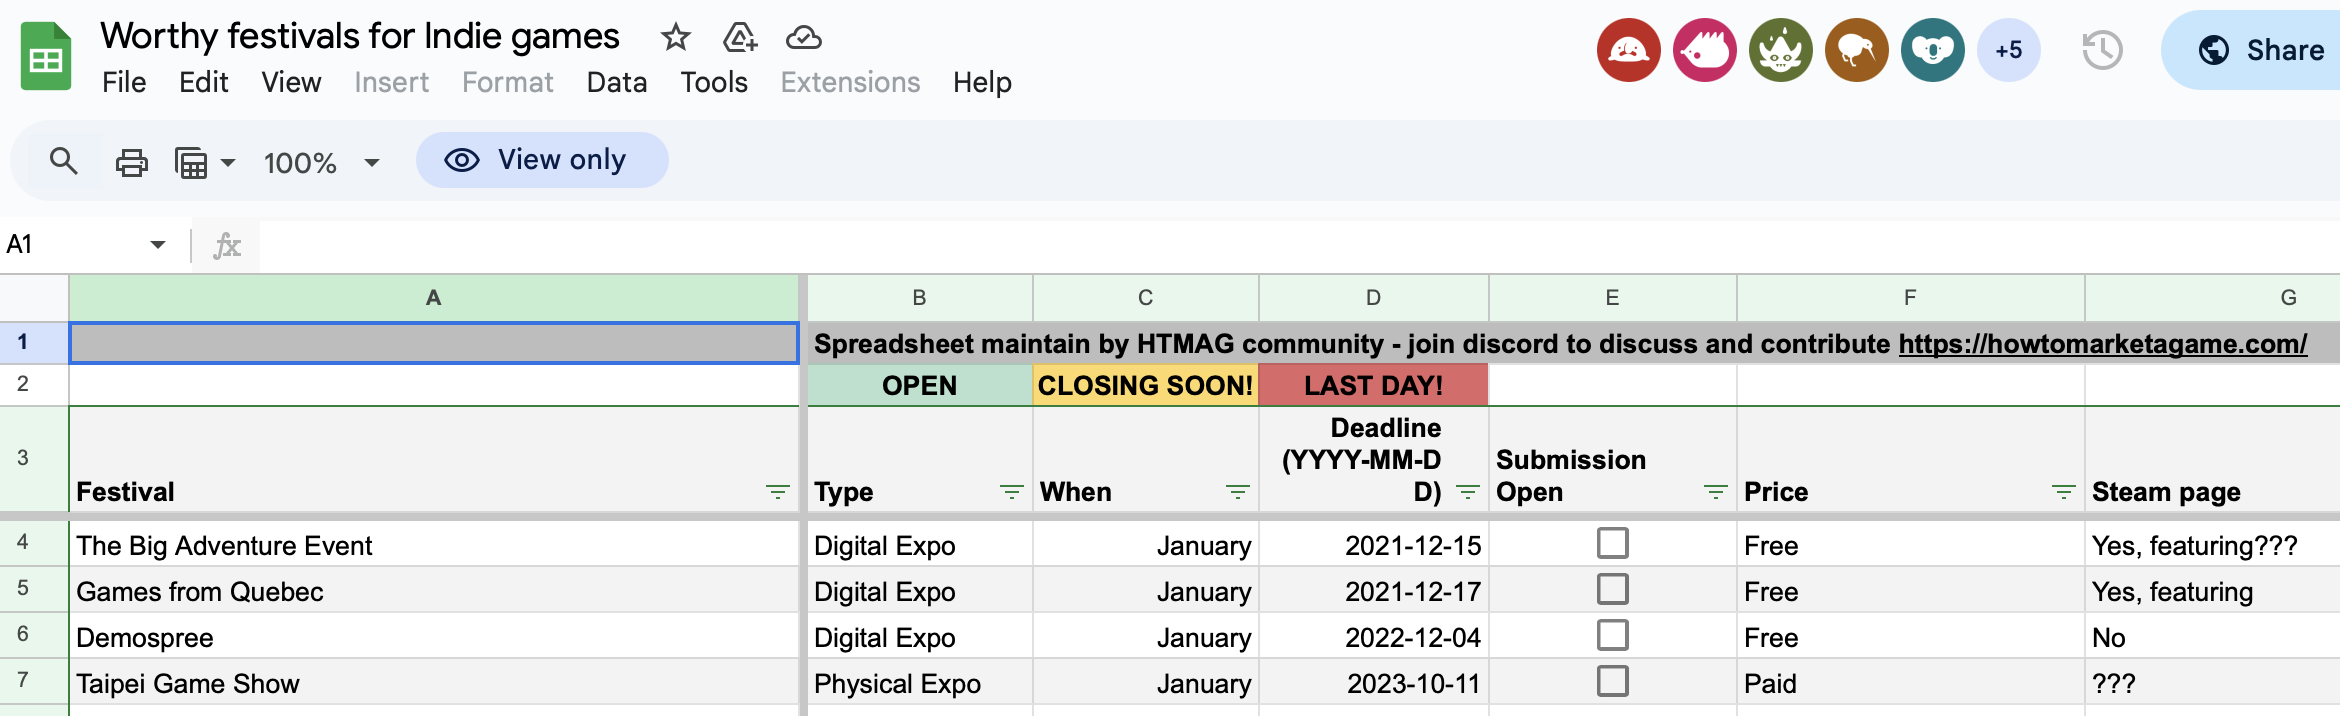 Worthy festivals for Indie games
+5
Share
File Edit View Insert Format Data Tools Extensions Help
100% View only
A1 fx
A B C D E F G
1 Spreadsheet maintain by HTMAG community - join discord to discuss and contribute https://howtomarketagame.com/
2 OPEN CLOSING SOON! LAST DAY!
3 Festival Type When Deadline (YYYY-MM-D D) Submission Open Price Steam page
4 The Big Adventure Event Digital Expo January 2021-12-15 Free Yes, featuring???
5 Games from Quebec Digital Expo January 2021-12-17 Free Yes, featuring
6 Demospree Digital Expo January 2022-12-04 Free No
7 Taipei Game Show Physical Expo January 2023-10-11 Paid ???